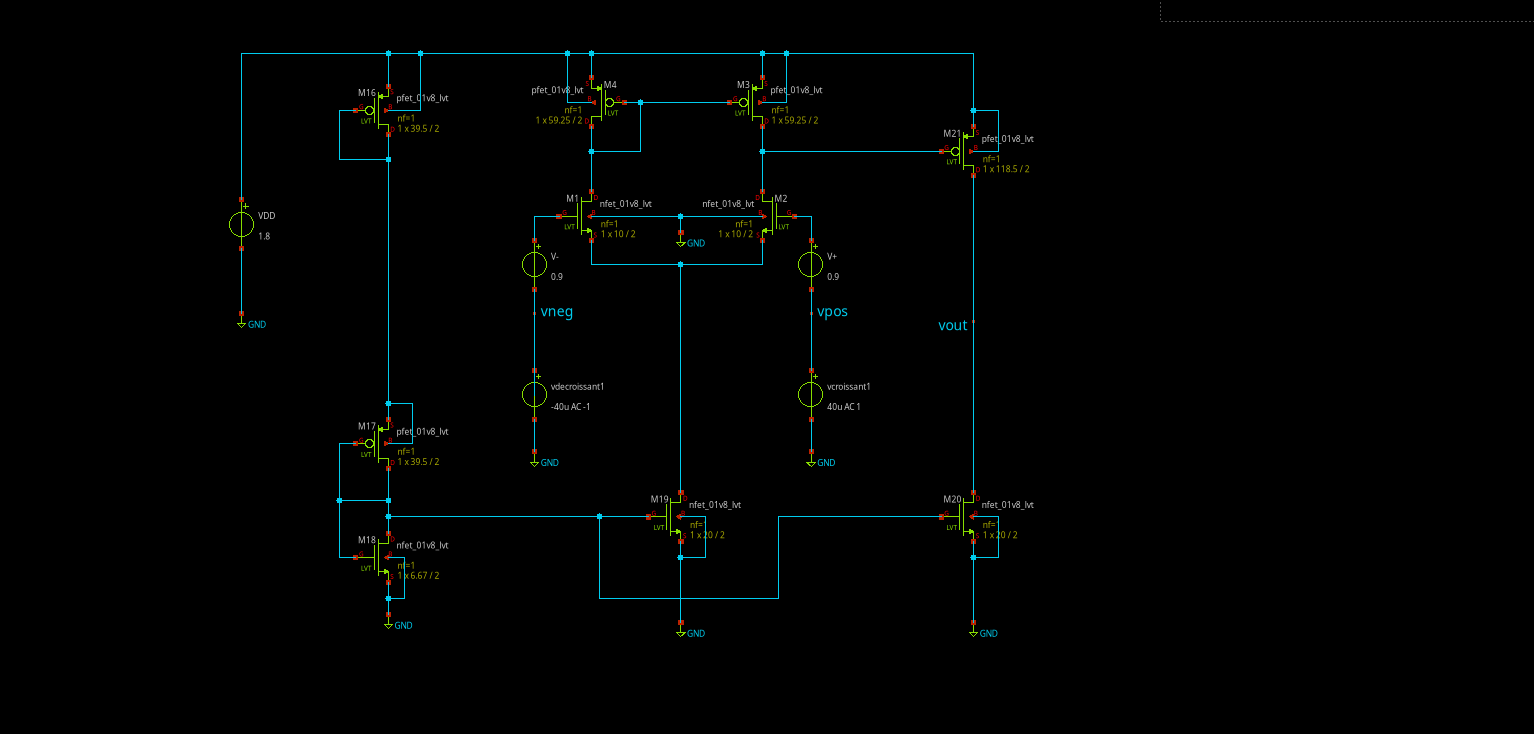 M16
pfet_01v8_lvt
LVT
nf=1
1 x 39.5 / 2
M4
pfet_01v8_lvt
LVT
nf=1
1 x 59.25 / 2
M3
pfet_01v8_lvt
LVT
nf=1
1 x 59.25 / 2
M21
pfet_01v8_lvt
LVT
nf=1
1 x 118.5 / 2
VDD
1.8
GND
M1
nfet_01v8_lvt
LVT
nf=1
1 x 10 / 2
M2
nfet_01v8_lvt
LVT
nf=1
1 x 10 / 2
GND
V-
0.9
V+
0.9
vneg
vpos
vout
vdecroissant1
-40u AC -1
vcroissant1
40u AC 1
GND
GND
M17
pfet_01v8_lvt
LVT
nf=1
1 x 39.5 / 2
M19
nfet_01v8_lvt
LVT
nf=1
1 x 20 / 2
M20
nfet_01v8_lvt
LVT
nf=1
1 x 20 / 2
M18
nfet_01v8_lvt
LVT
nf=1
1 x 6.67 / 2
GND
GND
GND